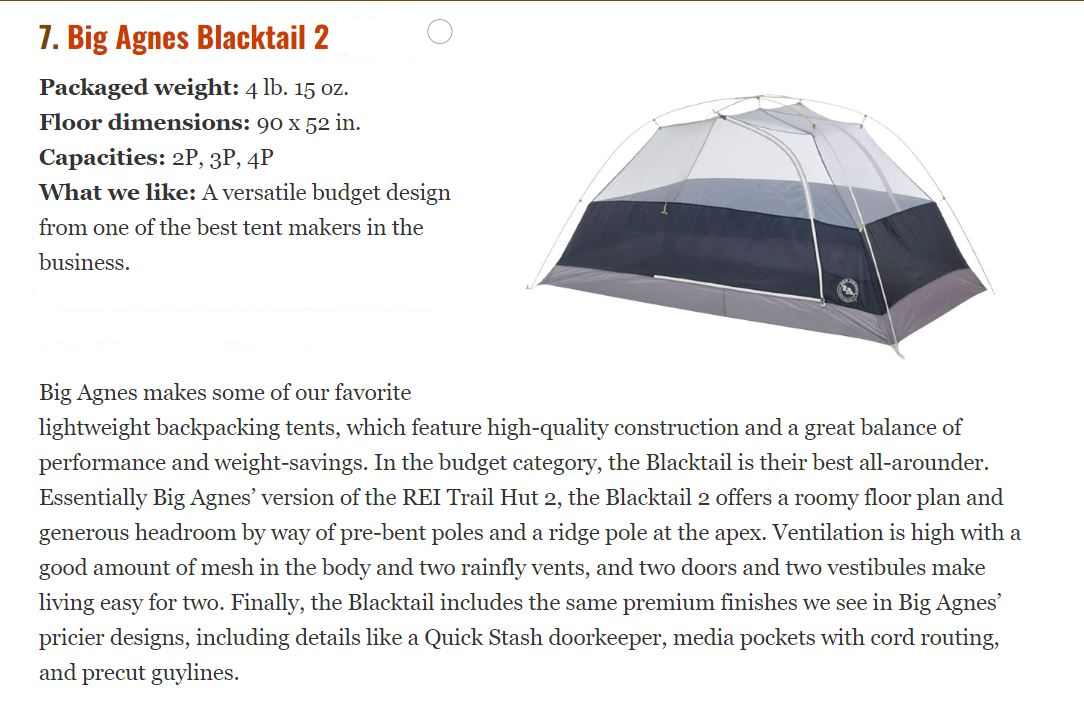 7. Big Agnes Blacktail 2
Packaged weight: 4 lb. 15 oz.
Floor dimensions: 90 x 52 in.
Capacities: 2P, 3P, 4P
What we like: A versatile budget design
from one of the best tent makers in the
business.
Big Agnes makes some of our favorite
lightweight backpacking tents, which feature high-quality construction and a great balance of
performance and weight-savings. In the budget category, the Blacktail is their best all-arounder.
Essentially Big Agnes’ version of the REI Trail Hut 2, the Blacktail 2 offers a roomy floor plan and
generous headroom by way of pre-bent poles and a ridge pole at the apex. Ventilation is high with a
good amount of mesh in the body and two rainfly vents, and two doors and two vestibules make
living easy for two. Finally, the Blacktail includes the same premium finishes we see in Big Agnes’
pricier designs, including details like a Quick Stash doorkeeper, media pockets with cord routing,
and precut guylines.